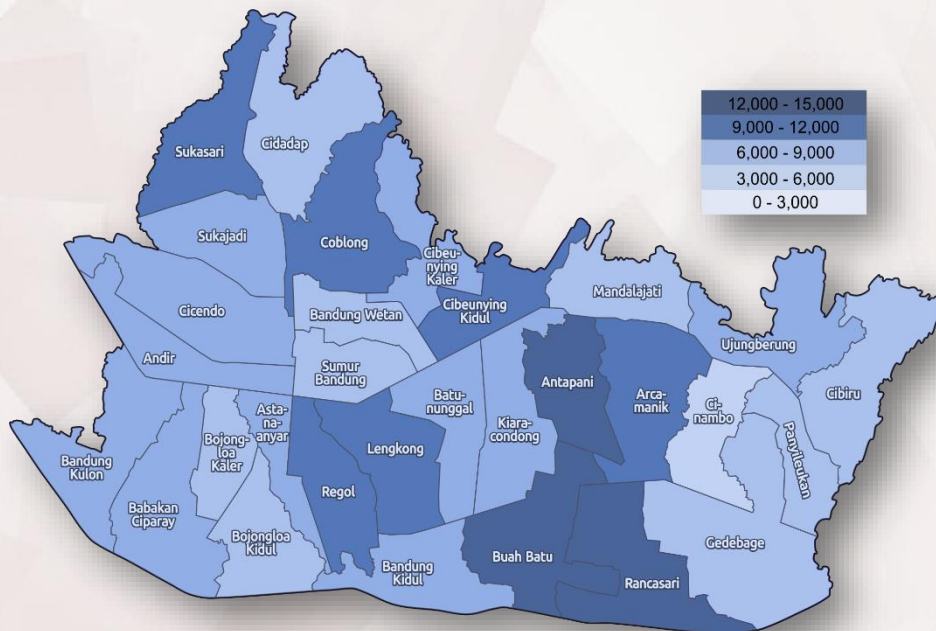 12,000 - 15,000
9,000 - 12,000
6,000 - 9,000
3,000 - 6,000
0 - 3,000
Sukasari
Cidadap
Sukajadi
Coblong
Cibeu-
nying
Kaler
Cibeunying
Kidul
Mandalajati
Cicendo
Bandung Wetan
Ujungberung
Andir
Sumur
Bandung
Antapani
Arca-
manik
Ci-
nambo
Cibiru
Batu-
nunggal
Kiara-
condong
Panyileukan
Asta-
na-
anyar
Bojong-
loa
Kaler
Lengkong
Bandung
Kulon
Regol
Babakan
Ciparay
Bojongloa
Kidul
Bandung
Kidul
Buah Batu
Rancasari
Gedebage